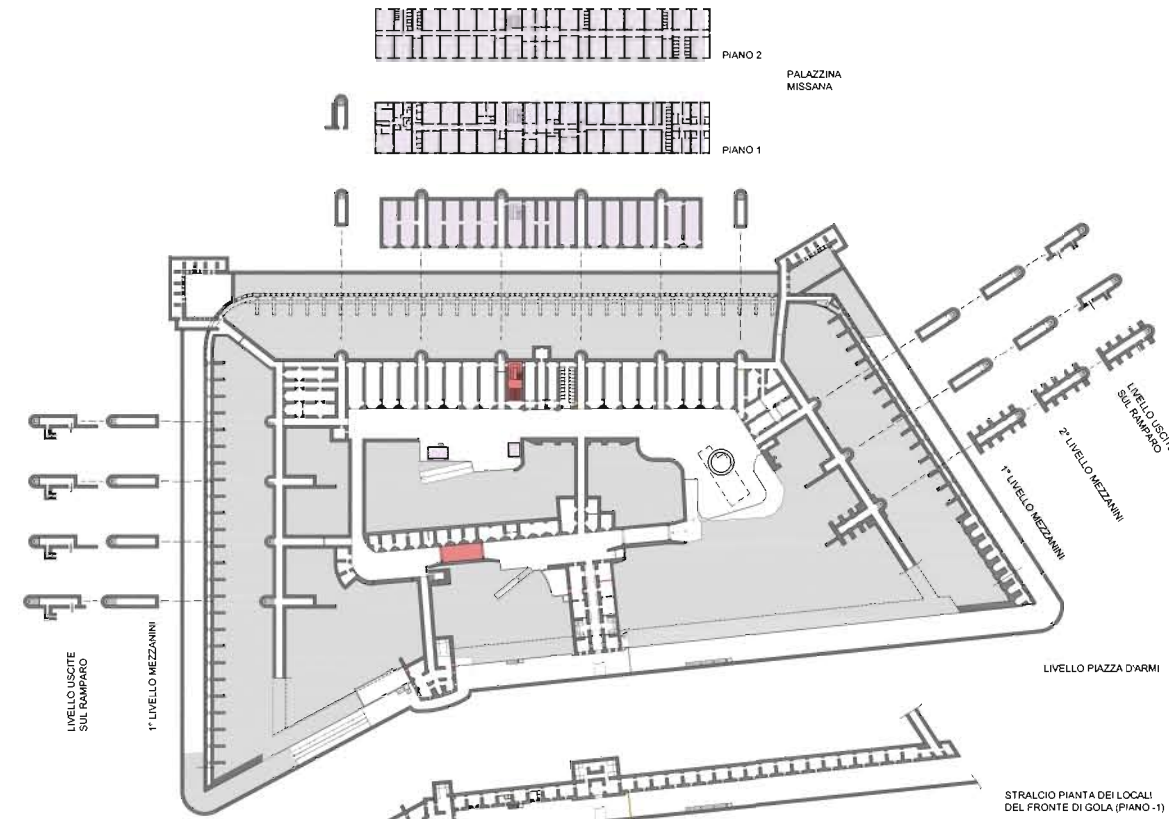 PIANO 2
PALAZZINA
MISSANA
PIANO 1
LIVELLO USCITE
SUL RAMPARO
2° LIVELLO MEZZANINI
1° LIVELLO MEZZANINI
LIVELLO USCITE
SUL RAMPARO
1° LIVELLO MEZZANINI
LIVELLO PIAZZA D'ARMI
STRALCIO PIANTA DEI LOCALI
DEL FRONTE DI GOLA (PIANO -1)